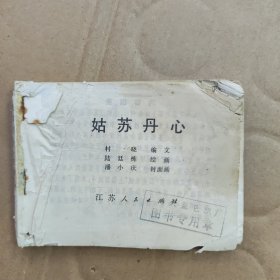 姑苏丹心
村 晓 编文
陆廷栋 绘画
潘小庆 封面画
江苏人民出版社
图书专用章